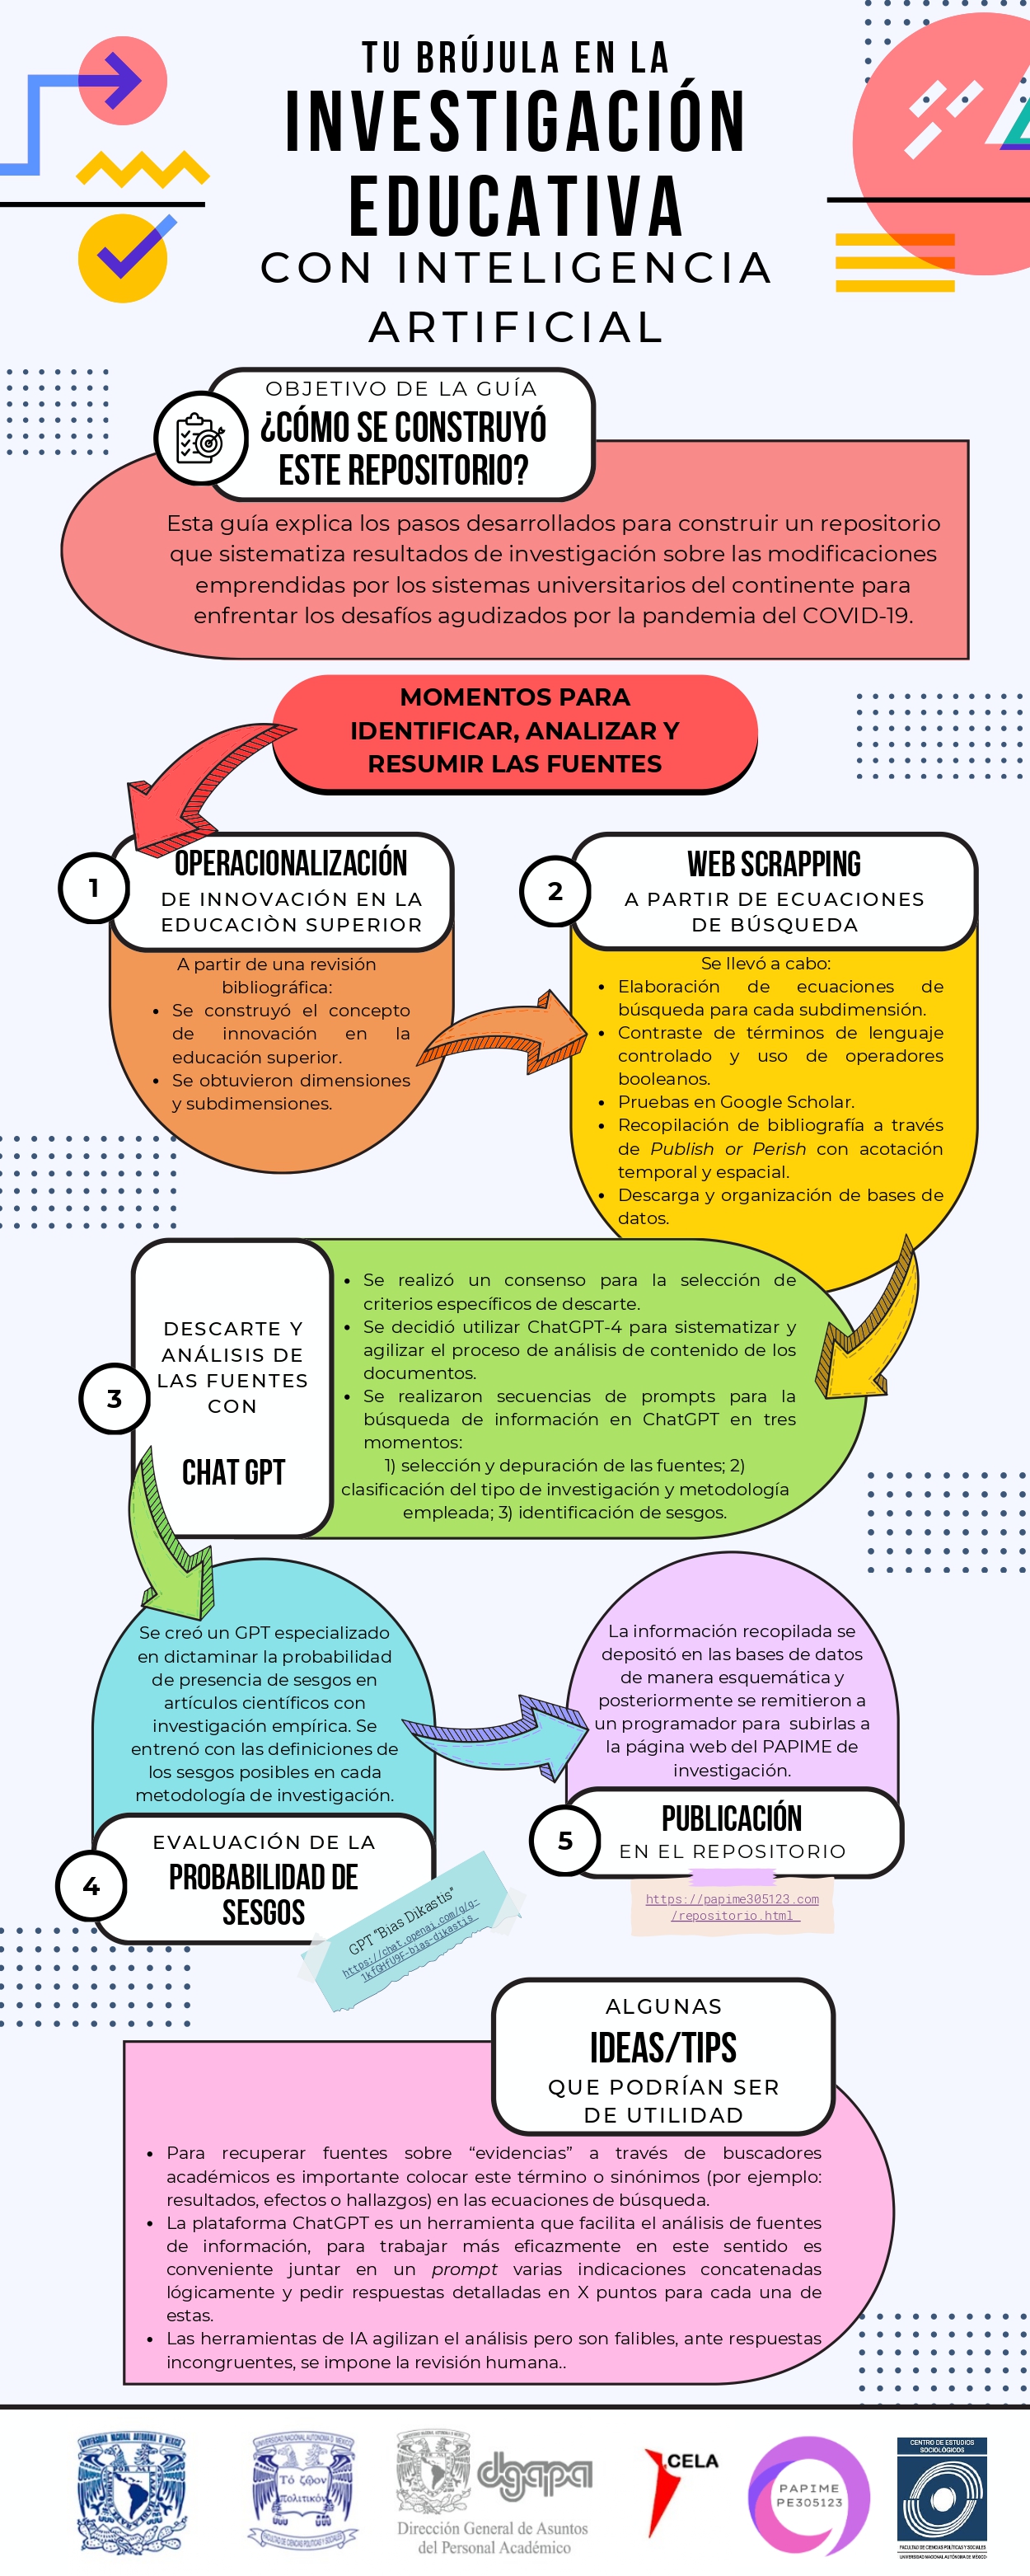 TU BRÚJULA EN LA
INVESTIGACIÓN
EDUCATIVA
CON INTELIGENCIA
ARTIFICIAL
OBJETIVO DE LA GUÍA
¿CÓMO SE CONSTRUYÓ
ESTE REPOSITORIO?
Esta guía explica los pasos desarrollados para construir un repositorio
que sistematiza resultados de investigación sobre las modificaciones
emprendidas por los sistemas universitarios del continente para
enfrentar los desafíos agudizados por la pandemia del COVID-19.
MOMENTOS PARA
IDENTIFICAR, ANALIZAR Y
RESUMIR LAS FUENTES
1
OPERACIONALIZACIÓN
DE INNOVACIÓN EN LA
EDUCACIÒN SUPERIOR
A partir de una revisión
bibliográfica:
• Se construyó el concepto
de innovación en la
educación superior.
• Se obtuvieron dimensiones
y subdimensiones.
2
WEB SCRAPPING
A PARTIR DE ECUACIONES
DE BÚSQUEDA
Se llevó a cabo:
• Elaboración de ecuaciones de
búsqueda para cada subdimensión.
• Contraste de términos de lenguaje
controlado y uso de operadores
booleanos.
• Pruebas en Google Scholar.
• Recopilación de bibliografía a través
de Publish or Perish con acotación
temporal y espacial.
• Descarga y organización de bases de
datos.
3
DESCARTE Y
ANÁLISIS DE
LAS FUENTES
CON
CHAT GPT
• Se realizó un consenso para la selección de
criterios específicos de descarte.
• Se decidió utilizar ChatGPT-4 para sistematizar y
agilizar el proceso de análisis de contenido de los
documentos.
• Se realizaron secuencias de prompts para la
búsqueda de información en ChatGPT en tres
momentos:
1) selección y depuración de las fuentes; 2)
clasificación del tipo de investigación y metodología
empleada; 3) identificación de sesgos.
Se creó un GPT especializado
en dictaminar la probabilidad
de presencia de sesgos en
artículos científicos con
investigación empírica. Se
entrenó con las definiciones de
los sesgos posibles en cada
metodología de investigación.
4
EVALUACIÓN DE LA
PROBABILIDAD DE
SESGOS
GPT "Bias Dikastis"
https://chat.openai.com/g/g-
1kfGHfU9F-bias-dikastis
La información recopilada se
depositó en las bases de datos
de manera esquemática y
posteriormente se remitieron a
un programador para subirlas a
la página web del PAPIME de
investigación.
5
PUBLICACIÓN
EN EL REPOSITORIO
https://papime305123.com
/repositorio.html
ALGUNAS
IDEAS/TIPS
QUE PODRÍAN SER
DE UTILIDAD
• Para recuperar fuentes sobre “evidencias” a través de buscadores
académicos es importante colocar este término o sinónimos (por ejemplo:
resultados, efectos o hallazgos) en las ecuaciones de búsqueda.
• La plataforma ChatGPT es un herramienta que facilita el análisis de fuentes
de información, para trabajar más eficazmente en este sentido es
conveniente juntar en un prompt varias indicaciones concatenadas
lógicamente y pedir respuestas detalladas en X puntos para cada una de
estas.
• Las herramientas de IA agilizan el análisis pero son falibles, ante respuestas
incongruentes, se impone la revisión humana..
Τό ζῷον
πολιτικόν
dgapa
Dirección General de Asuntos
del Personal Académico
CELA
PAPIME
PE305123
CENTRO DE ESTUDIOS
SOCIOLÓGICOS
FACULTAD DE CIENCIAS POLÍTICAS Y SOCIALES
UNIVERSIDAD NACIONAL AUTÓNOMA DE MÉXICO